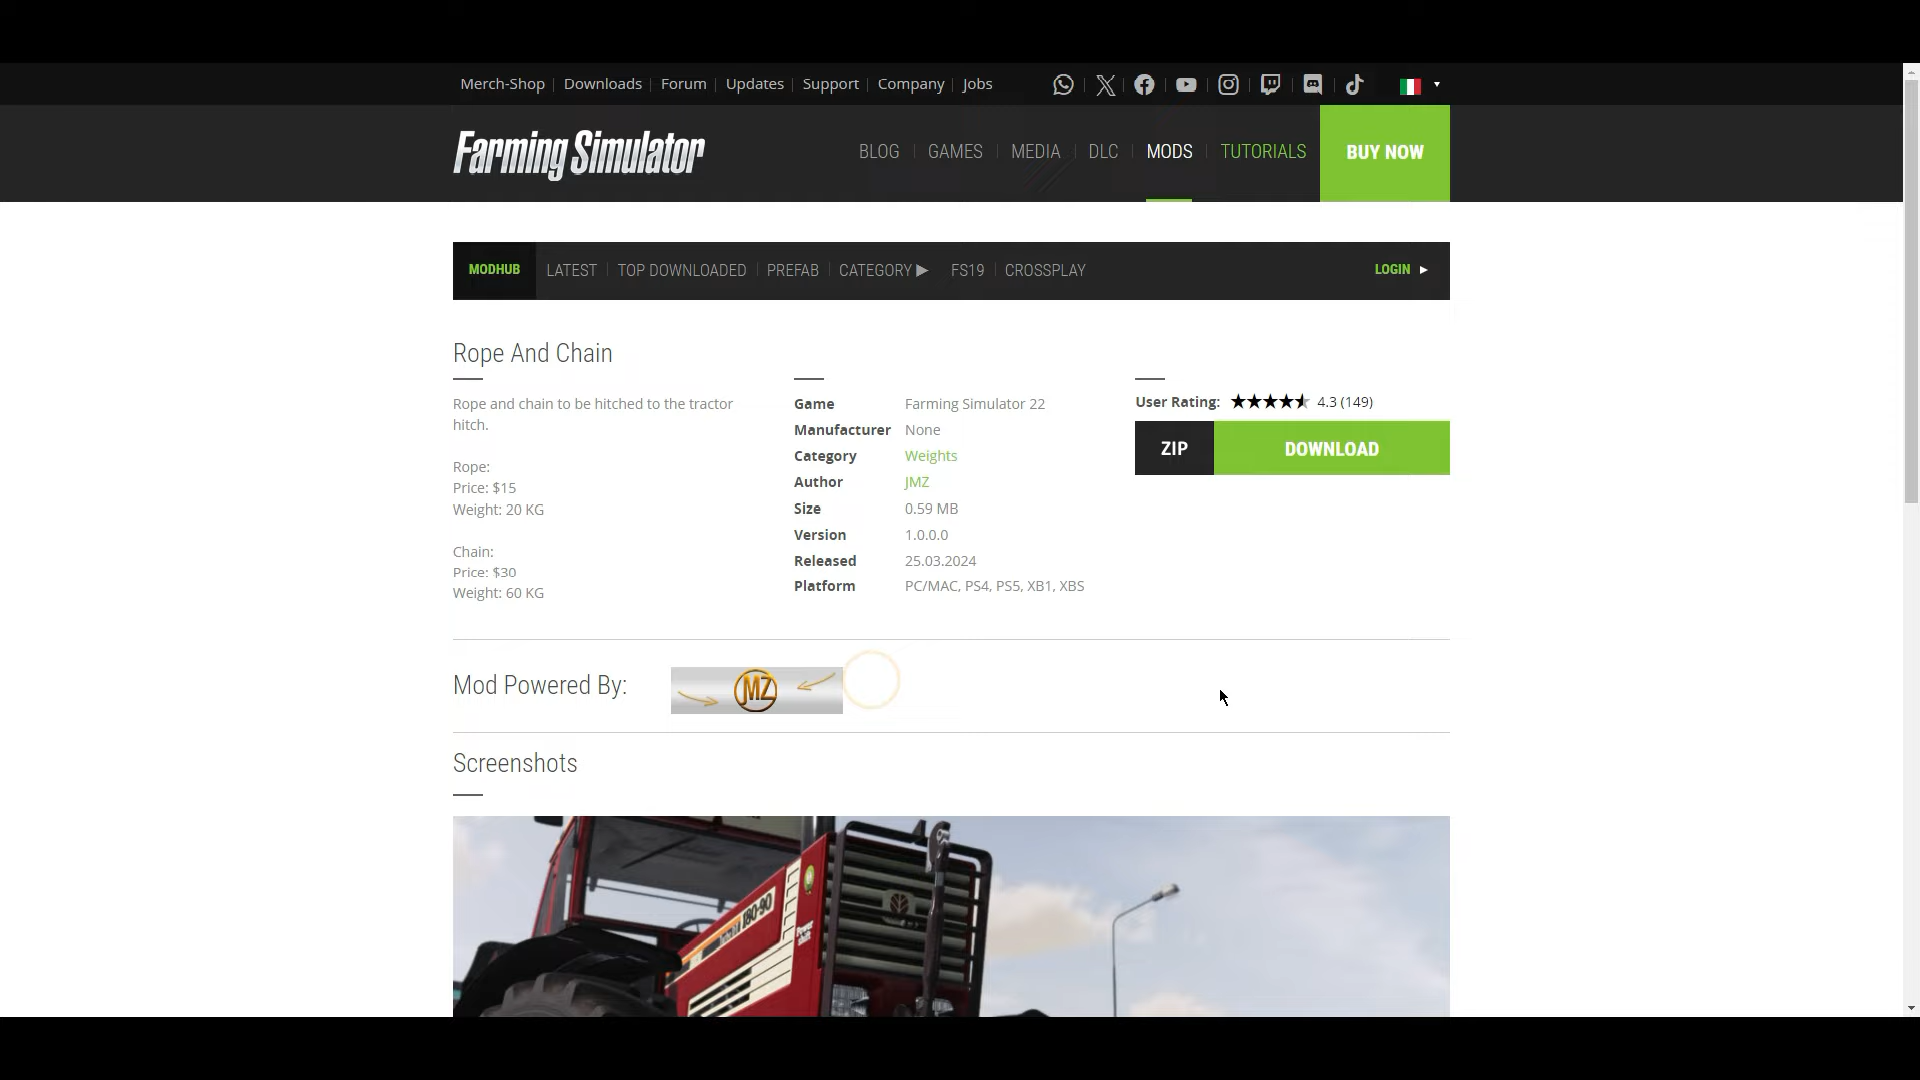 Merch-Shop Downloads Forum Updates Support Company Jobs
Farming Simulator
BLOG GAMES MEDIA DLC MODS TUTORIALS BUY NOW
MODHUB LATEST TOP DOWNLOADED PREFAB CATEGORY ▶ FS19 CROSSPLAY LOGIN ▶
Rope And Chain
Rope and chain to be hitched to the tractor
hitch.
Rope:
Price: $15
Weight: 20 KG
Chain:
Price: $30
Weight: 60 KG
Game Farming Simulator 22
Manufacturer None
Category Weights
Author JMZ
Size 0.59 MB
Version 1.0.0.0
Released 25.03.2024
Platform PC/MAC, PS4, PS5, XB1, XBS
User Rating: 4.3 (149)
ZIP DOWNLOAD
Mod Powered By:
JMZ
Screenshots
180-90